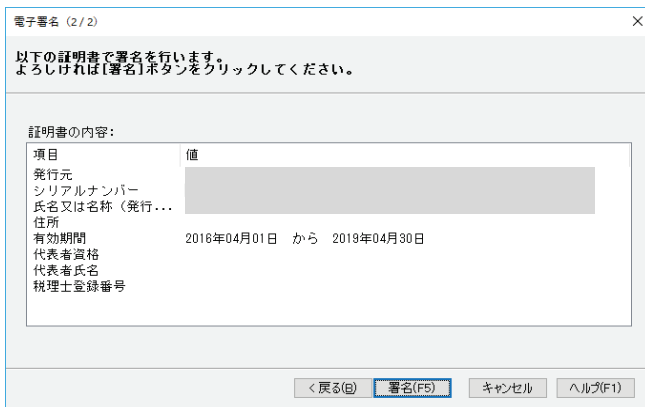 電子署名 (2/2)
以下の証明書で署名を行います。
よろしければ[署名]ボタンをクリックしてください。
証明書の内容:
項目 値
発行元
シリアルナンバー
氏名又は名称（発行...
住所
有効期間 2016年04月01日 から 2019年04月30日
代表者資格
代表者氏名
税理士登録番号
<戻る(B) 署名(F5) キャンセル ヘルプ(F1)